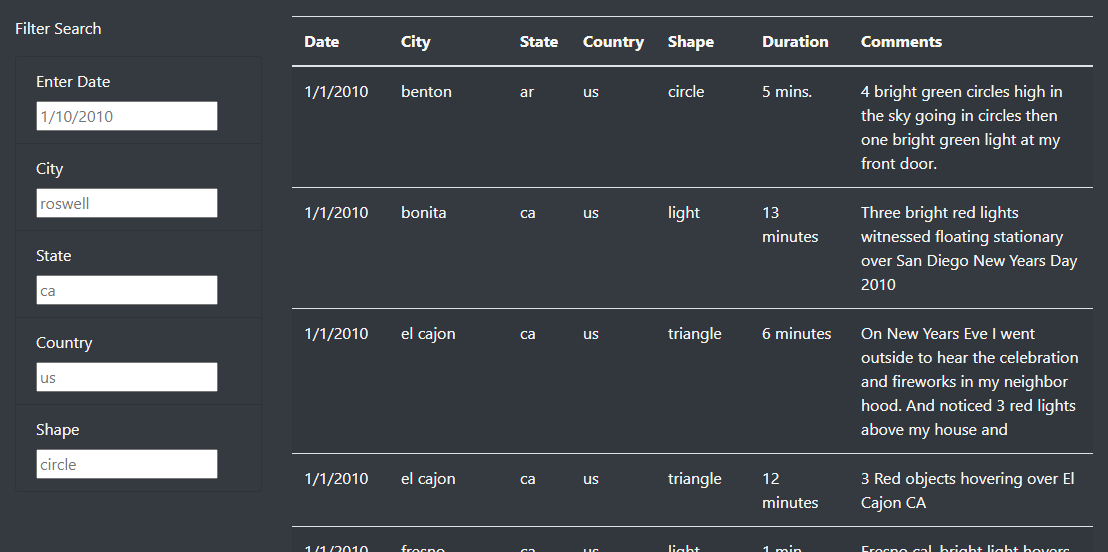 Filter Search
Enter Date
1/10/2010
City
roswell
State
ca
Country
us
Shape
circle
Date City State Country Shape Duration Comments
1/1/2010 benton ar us circle 5 mins. 4 bright green circles high in
the sky going in circles then
one bright green light at my
front door.
1/1/2010 bonita ca us light 13 Three bright red lights
minutes witnessed floating stationary
over San Diego New Years Day
2010
1/1/2010 el cajon ca us triangle 6 minutes On New Years Eve I went
outside to hear the celebration
and fireworks in my neighbor
hood. And noticed 3 red lights
above my house and
1/1/2010 el cajon ca us triangle 12 3 Red objects hovering over El
minutes Cajon CA
1/1/2010 fresno ca us light 1 min Fresno cal. bright light hovers